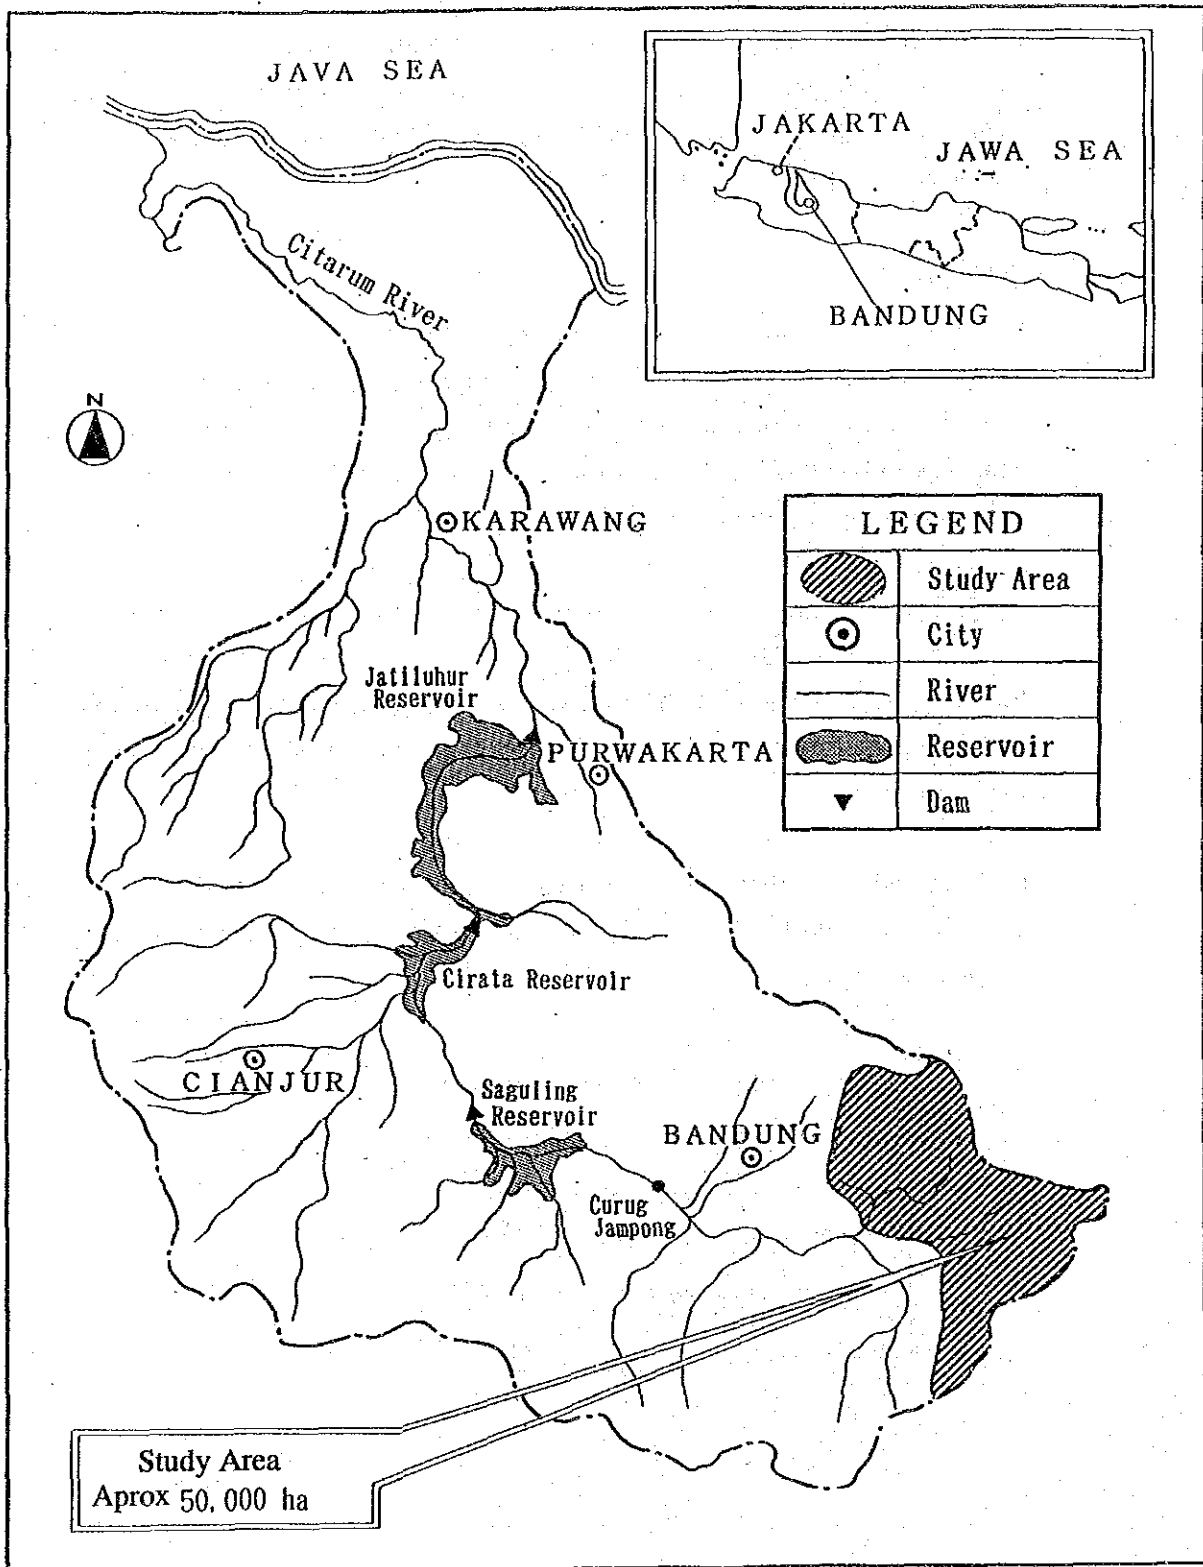 JAVA SEA
JAKARTA
JAWA SEA
BANDUNG
Citarum River
N
KARAWANG
LEGEND
Study Area
City
River
Reservoir
Dam
Jatiluhur
Reservoir
PURWAKARTA
Cirata Reservoir
CIANJUR
Saguling
Reservoir
BANDUNG
Curug
Jampong
Study Area
Aprox 50,000 ha